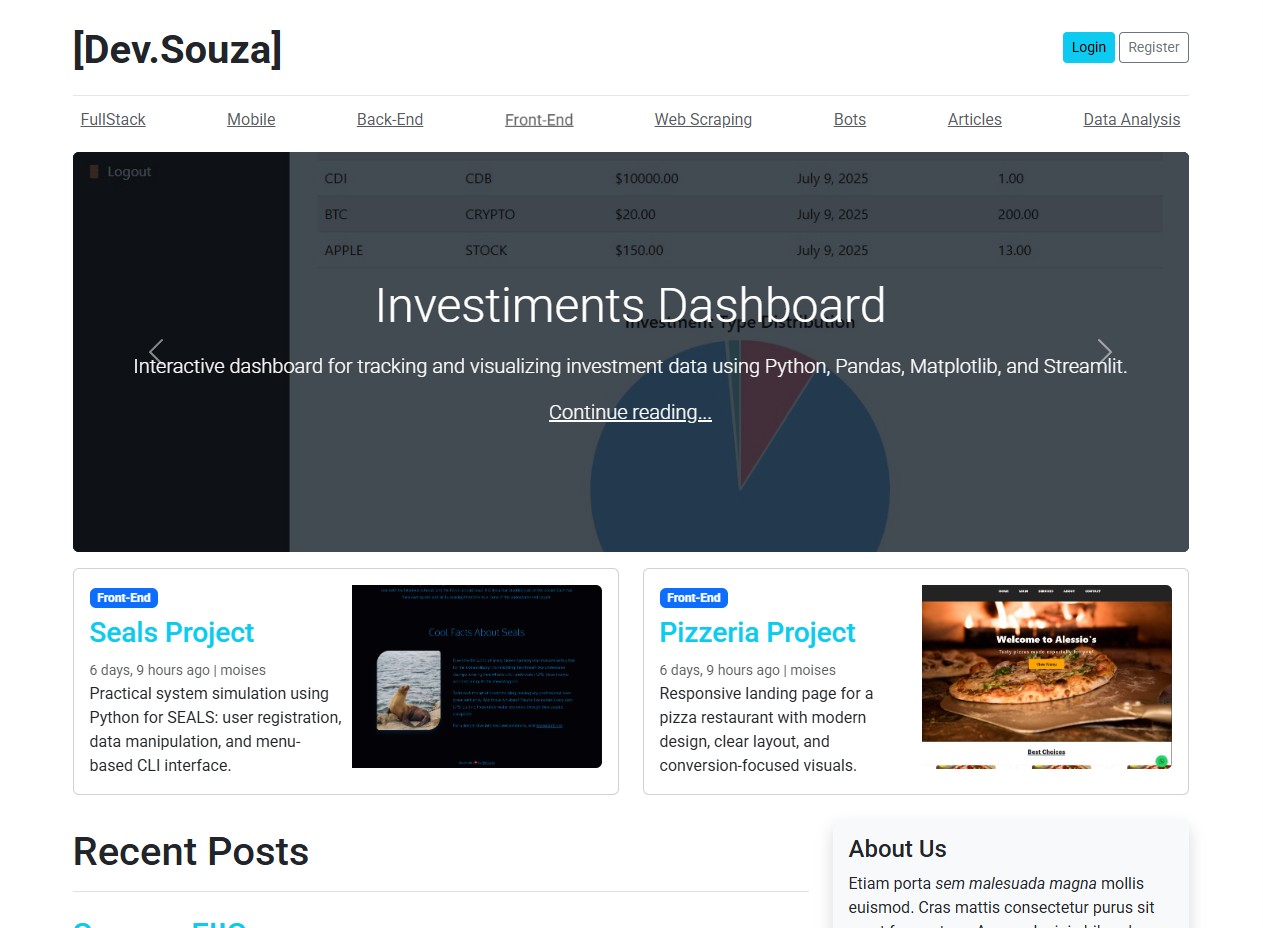 [Dev.Souza]
Login Register
FullStack Mobile Back-End Front-End Web Scraping Bots Articles Data Analysis
Logout
CDI CDB $10000.00 July 9, 2025 1.00
BTC CRYPTO $20.00 July 9, 2025 200.00
APPLE STOCK $150.00 July 9, 2025 13.00
Investiments Dashboard
Investment Type Distribution
Interactive dashboard for tracking and visualizing investment data using Python, Pandas, Matplotlib, and Streamlit.
Continue reading...
Front-End
Seals Project
6 days, 9 hours ago | moises
Practical system simulation using
Python for SEALS: user registration,
data manipulation, and menu-
based CLI interface.
Cool Facts About Seals
Front-End
Pizzeria Project
6 days, 9 hours ago | moises
Responsive landing page for a
pizza restaurant with modern
design, clear layout, and
conversion-focused visuals.
Welcome to Alessio's
Best Choices
Recent Posts
About Us
Etiam porta sem malesuada magna mollis
euismod. Cras mattis consectetur purus sit